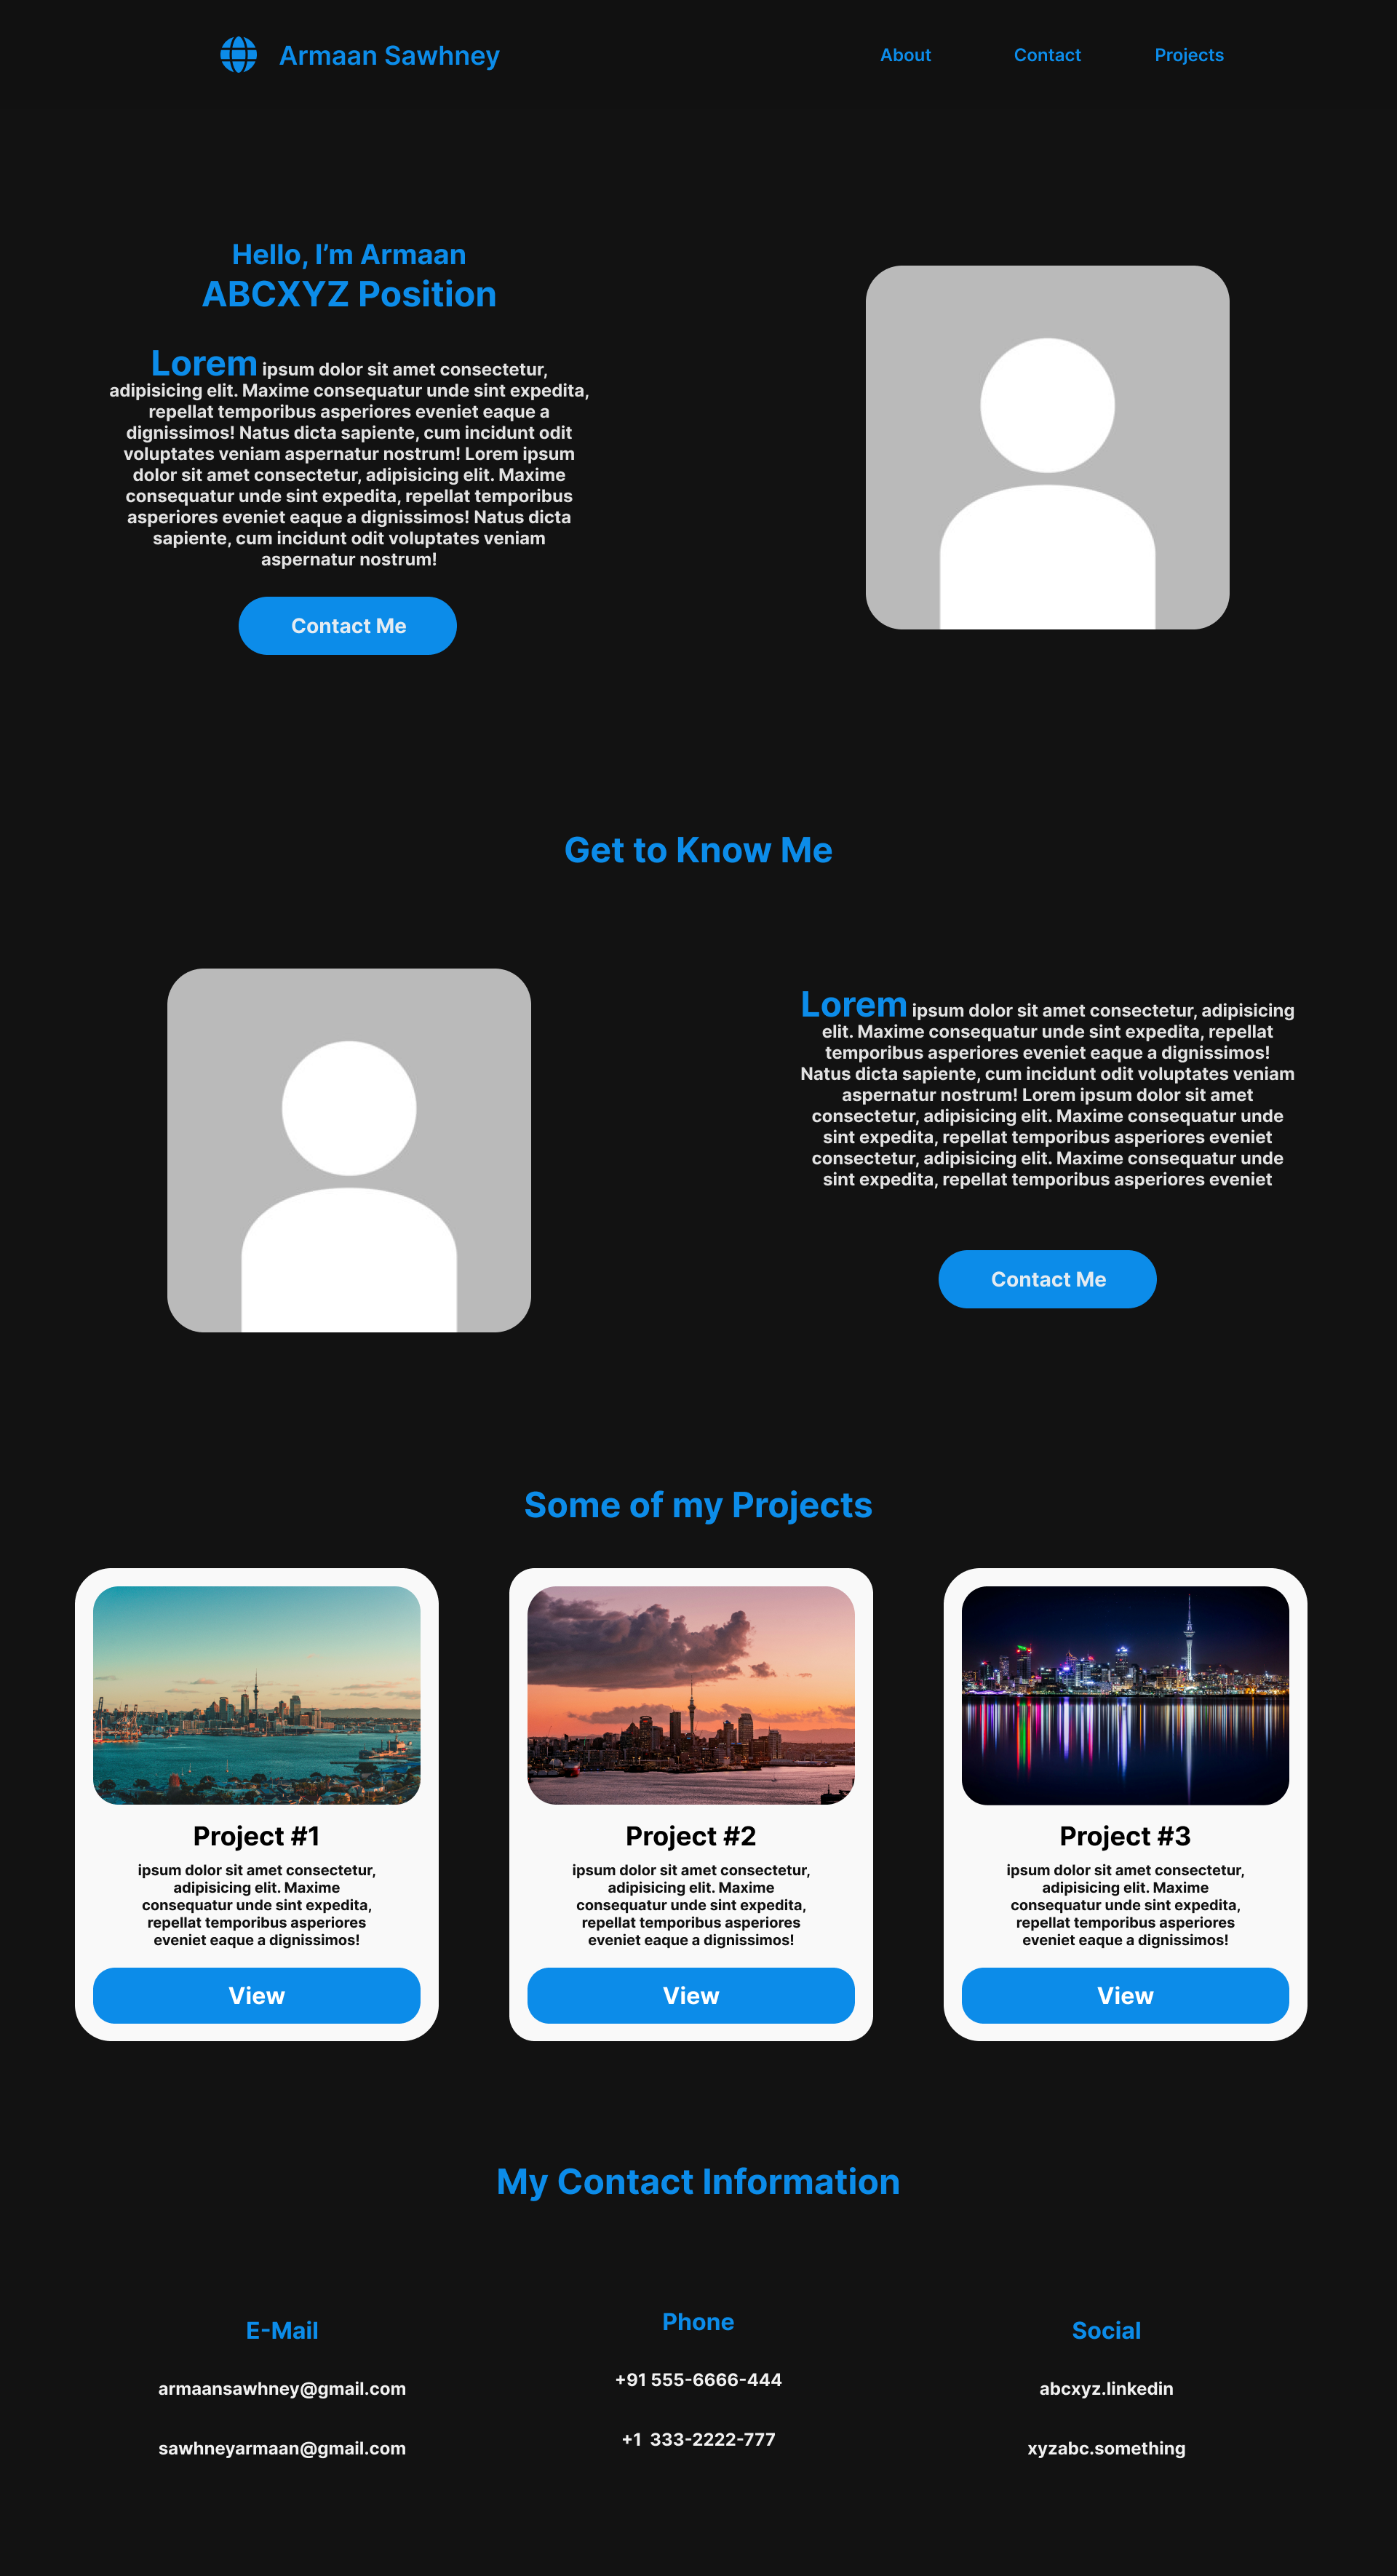 Armaan Sawhney
About
Contact
Projects
Hello, I’m Armaan
ABCXYZ Position
Lorem ipsum dolor sit amet consectetur,
adipisicing elit. Maxime consequatur unde sint expedita,
repellat temporibus asperiores eveniet eaque a
dignissimos! Natus dicta sapiente, cum incidunt odit
voluptates veniam aspernatur nostrum! Lorem ipsum
dolor sit amet consectetur, adipisicing elit. Maxime
consequatur unde sint expedita, repellat temporibus
asperiores eveniet eaque a dignissimos! Natus dicta
sapiente, cum incidunt odit voluptates veniam
aspernatur nostrum!
Contact Me
Get to Know Me
Lorem ipsum dolor sit amet consectetur, adipisicing
elit. Maxime consequatur unde sint expedita, repellat
temporibus asperiores eveniet eaque a dignissimos!
Natus dicta sapiente, cum incidunt odit voluptates veniam
aspernatur nostrum! Lorem ipsum dolor sit amet
consectetur, adipisicing elit. Maxime consequatur unde
sint expedita, repellat temporibus asperiores eveniet
consectetur, adipisicing elit. Maxime consequatur unde
sint expedita, repellat temporibus asperiores eveniet
Contact Me
Some of my Projects
Project #1
ipsum dolor sit amet consectetur,
adipisicing elit. Maxime
consequatur unde sint expedita,
repellat temporibus asperiores
eveniet eaque a dignissimos!
View
Project #2
ipsum dolor sit amet consectetur,
adipisicing elit. Maxime
consequatur unde sint expedita,
repellat temporibus asperiores
eveniet eaque a dignissimos!
View
Project #3
ipsum dolor sit amet consectetur,
adipisicing elit. Maxime
consequatur unde sint expedita,
repellat temporibus asperiores
eveniet eaque a dignissimos!
View
My Contact Information
E-Mail
armaansawhney@gmail.com
sawhneyarmaan@gmail.com
Phone
+91 555-6666-444
+1 333-2222-777
Social
abcxyz.linkedin
xyzabc.something